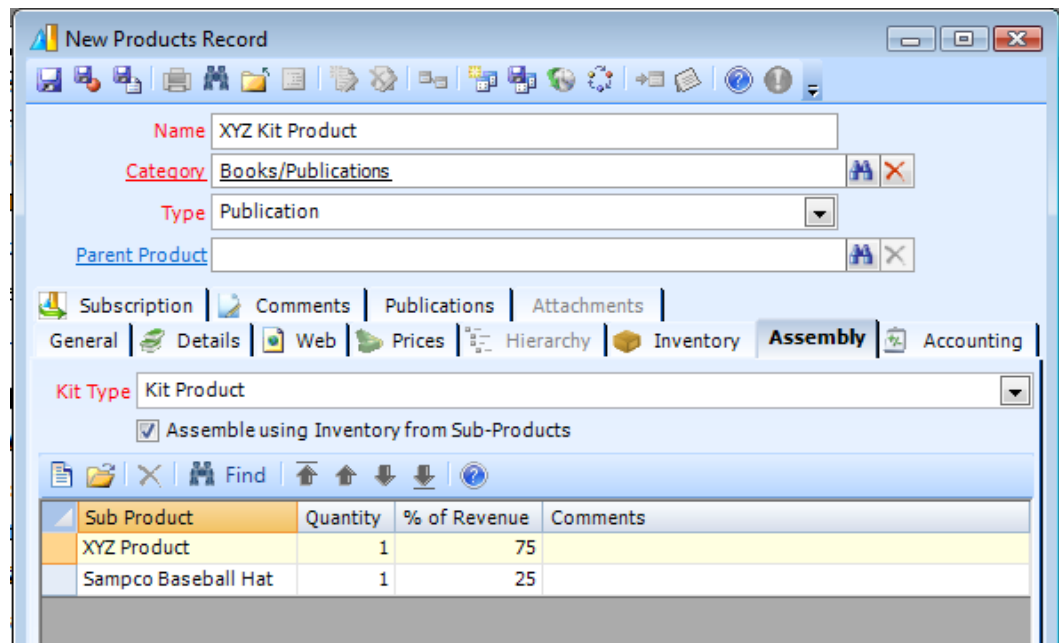 New Products Record
Name XYZ Kit Product
Category Books/Publications
Type Publication
Parent Product
Subscription Comments Publications Attachments
General Details Web Prices Hierarchy Inventory Assembly Accounting
Kit Type Kit Product
Assemble using Inventory from Sub-Products
Find
Sub Product Quantity % of Revenue Comments
XYZ Product 1 75
Sampco Baseball Hat 1 25